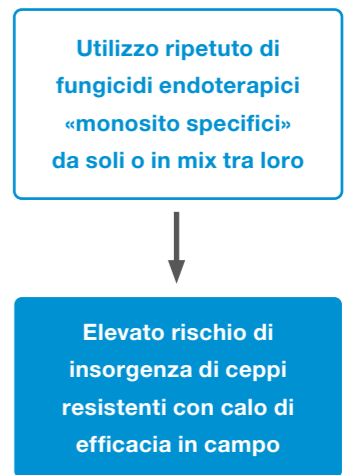 Utilizzo ripetuto di
fungicidi endoterapici
«monosito specifici»
da soli o in mix tra loro
Elevato rischio di
insorgenza di ceppi
resistenti con calo di
efficacia in campo